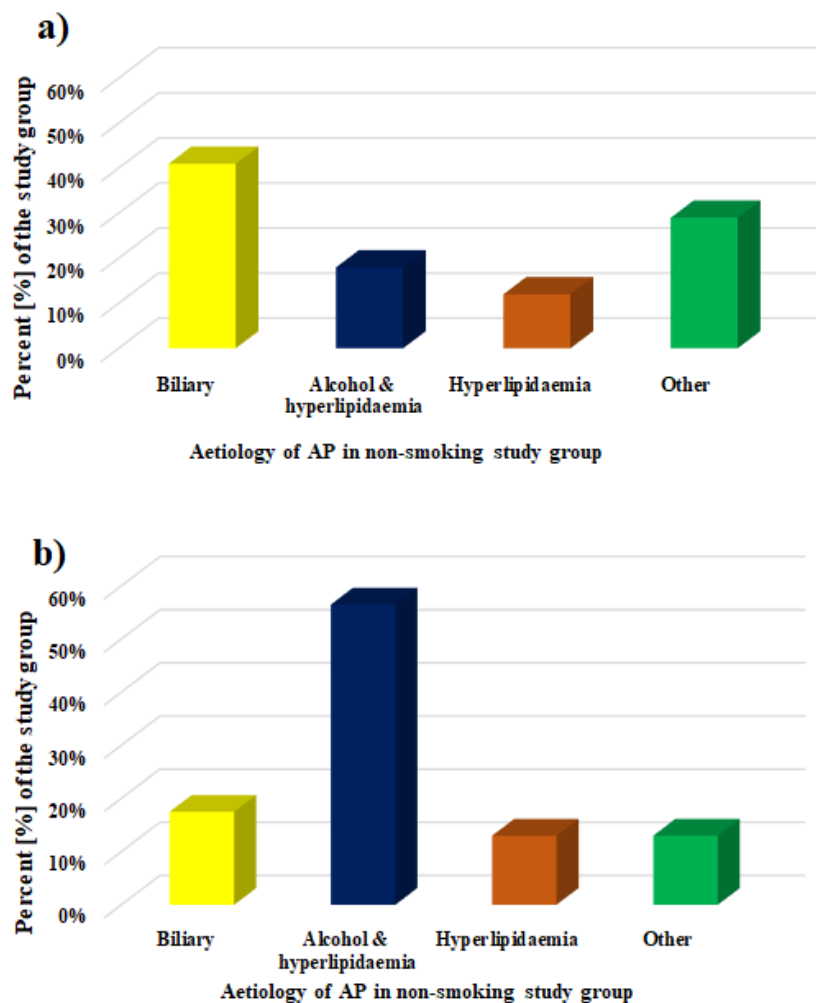 a)
Percent [%] of the study group
60%
50%
40%
30%
20%
10%
0%
Biliary
Alcohol &
hyperlipidaemia
Hyperlipidaemia
Other
Aetiology of AP in non-smoking study group
b)
Percent [%] of the study group
60%
50%
40%
30%
20%
10%
0%
Biliary
Alcohol &
hyperlipidaemia
Hyperlipidaemia
Other
Aetiology of AP in non-smoking study group